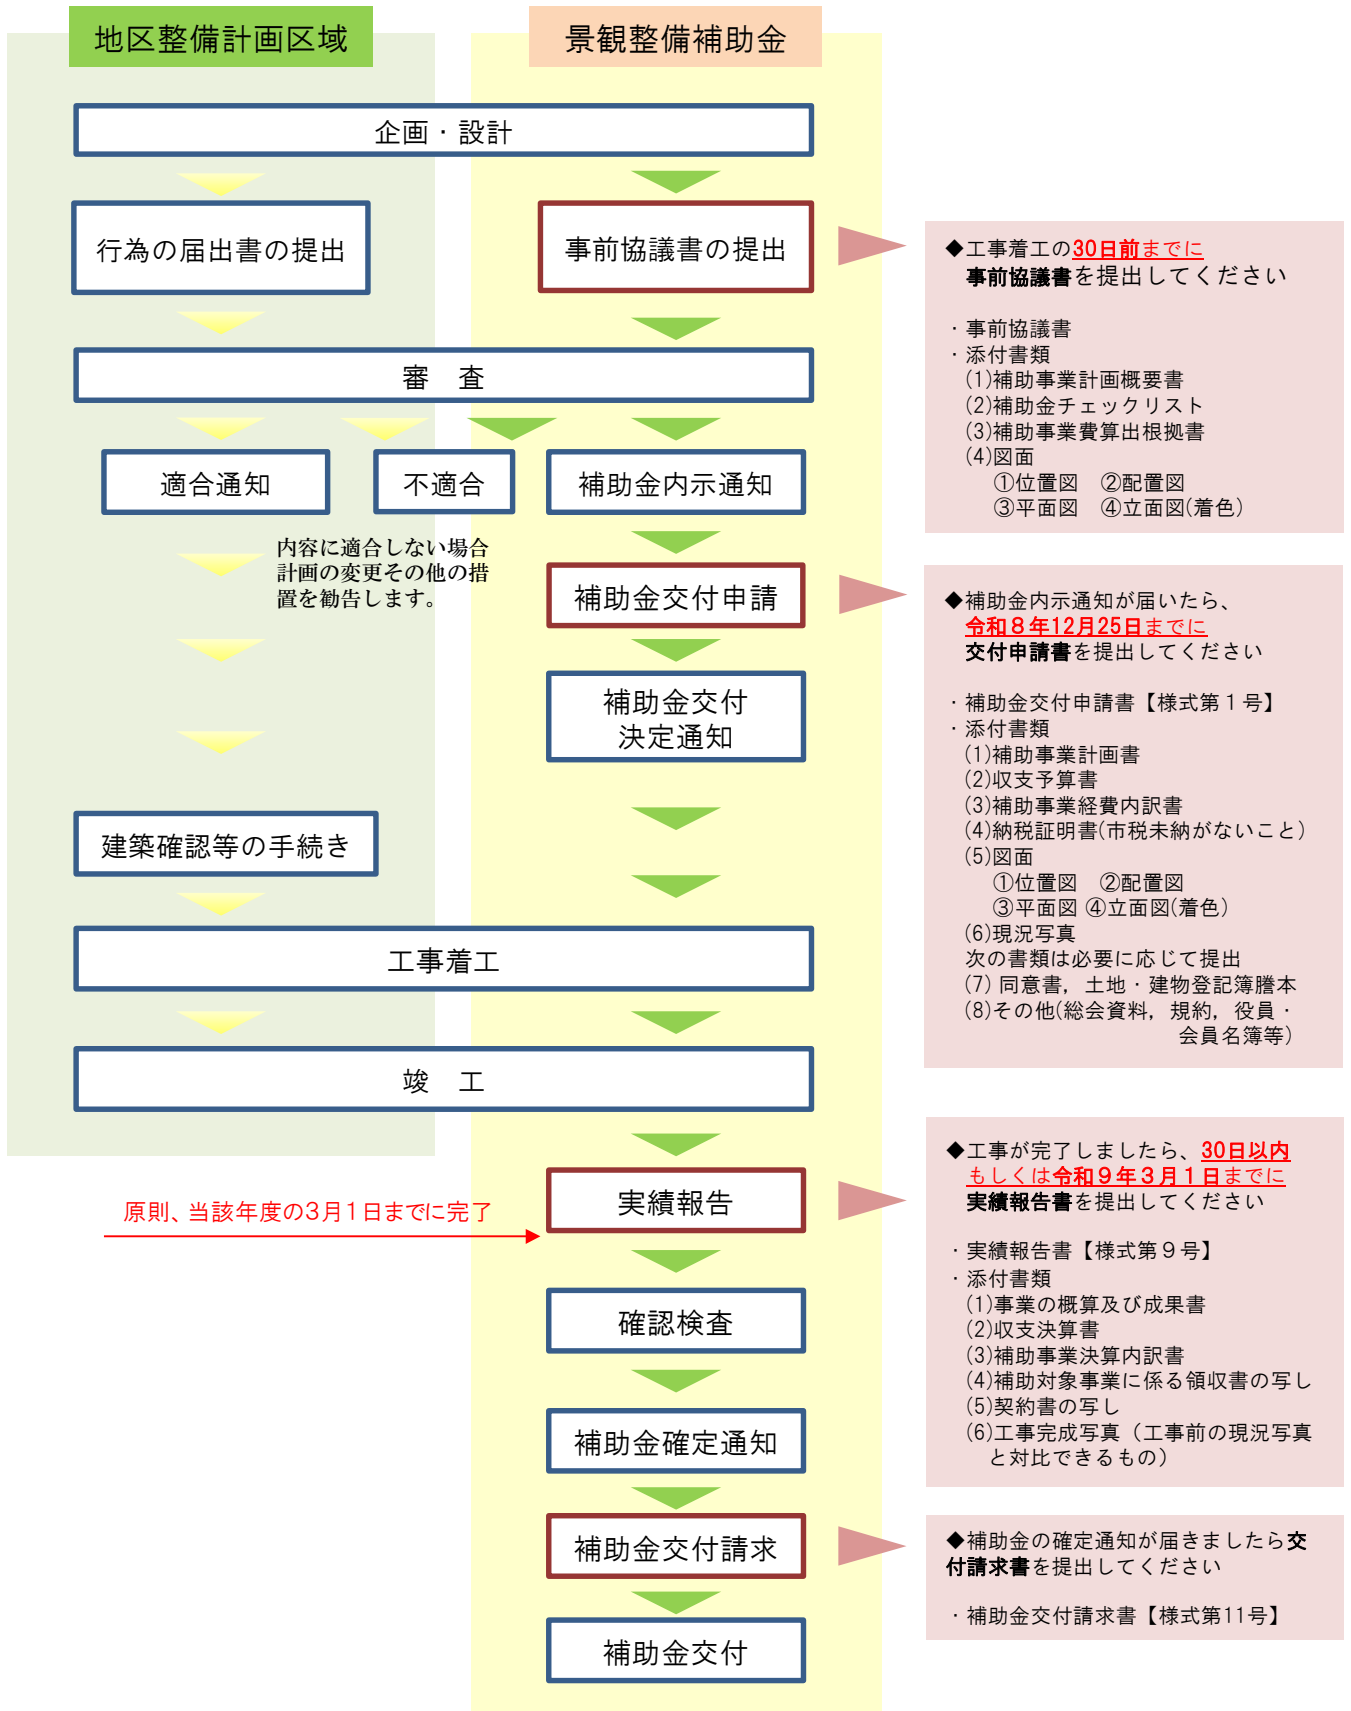 地区整備計画区域
景観整備補助金
企画・設計
行為の届出書の提出
事前協議書の提出
審　査
適合通知
不適合
補助金内示通知
内容に適合しない場合
計画の変更その他の措
置を勧告します。
補助金交付申請
補助金交付
決定通知
建築確認等の手続き
工事着工
竣　工
原則、当該年度の3月1日までに完了
実績報告
確認検査
補助金確定通知
補助金交付請求
補助金交付
◆工事着工の30日前までに
事前協議書を提出してください
・事前協議書
・添付書類
(1)補助事業計画概要書
(2)補助金チェックリスト
(3)補助事業費算出根拠書
(4)図面
①位置図　②配置図
③平面図　④立面図(着色)
◆補助金内示通知が届いたら、
令和８年12月25日までに
交付申請書を提出してください
・補助金交付申請書【様式第１号】
・添付書類
(1)補助事業計画書
(2)収支予算書
(3)補助事業経費内訳書
(4)納税証明書(市税未納がないこと)
(5)図面
①位置図　②配置図
③平面図 ④立面図(着色)
(6)現況写真
次の書類は必要に応じて提出
(7) 同意書，土地・建物登記簿謄本
(8)その他(総会資料，規約，役員・
会員名簿等)
◆工事が完了しましたら、30日以内
もしくは令和９年３月１日までに
実績報告書を提出してください
・実績報告書【様式第９号】
・添付書類
(1)事業の概算及び成果書
(2)収支決算書
(3)補助事業決算内訳書
(4)補助対象事業に係る領収書の写し
(5)契約書の写し
(6)工事完成写真（工事前の現況写真
と対比できるもの）
◆補助金の確定通知が届きましたら交
付請求書を提出してください
・補助金交付請求書【様式第11号】